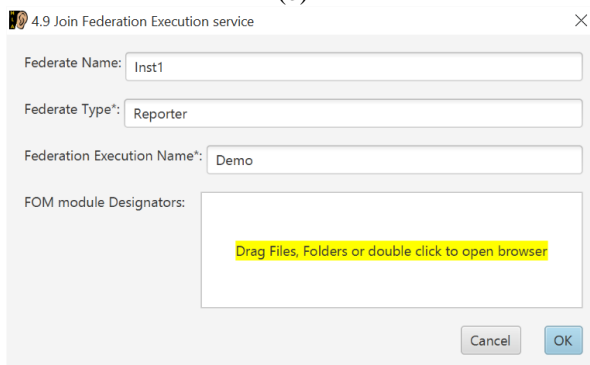 4.9 Join Federation Execution service
Federate Name: Inst1
Federate Type*: Reporter
Federation Execution Name*: Demo
FOM module Designators:
Drag Files, Folders or double click to open browser
Cancel OK